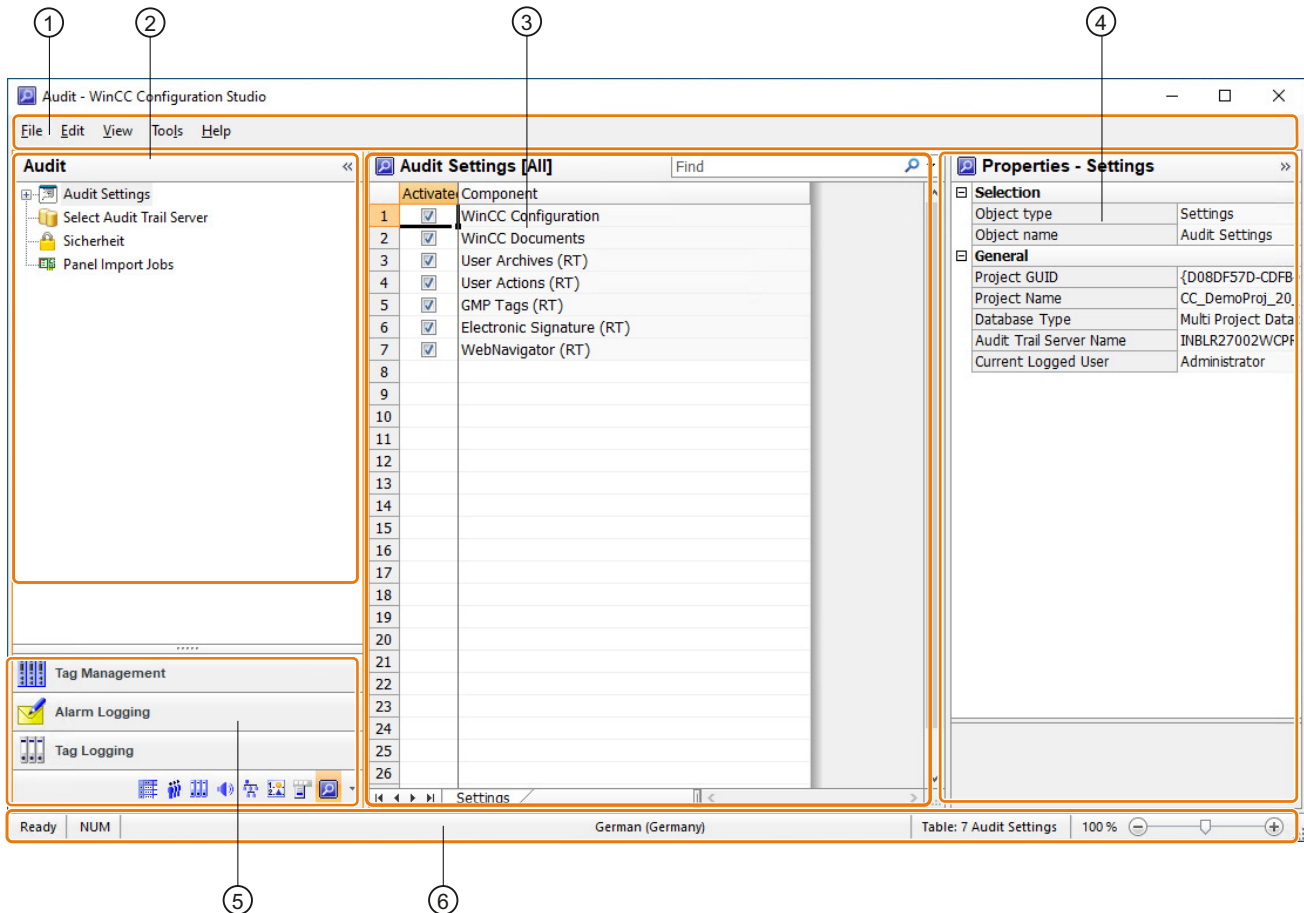 1 2 3 4
Audit - WinCC Configuration Studio
File Edit View Tools Help
Audit
Audit Settings
Select Audit Trail Server
Sicherheit
Panel Import Jobs
Tag Management
Alarm Logging
Tag Logging
Audit Settings [All] Find
Activate Component
1 WinCC Configuration
2 WinCC Documents
3 User Archives (RT)
4 User Actions (RT)
5 GMP Tags (RT)
6 Electronic Signature (RT)
7 WebNavigator (RT)
8
9
10
11
12
13
14
15
16
17
18
19
20
21
22
23
24
25
26
Settings
Properties - Settings
Selection
Object type Settings
Object name Audit Settings
General
Project GUID {D08DF57D-CDFB-
Project Name CC_DemoProj_20_
Database Type Multi Project Data
Audit Trail Server Name INBLR27002WCPR
Current Logged User Administrator
Ready NUM German (Germany) Table: 7 Audit Settings 100 %
5 6